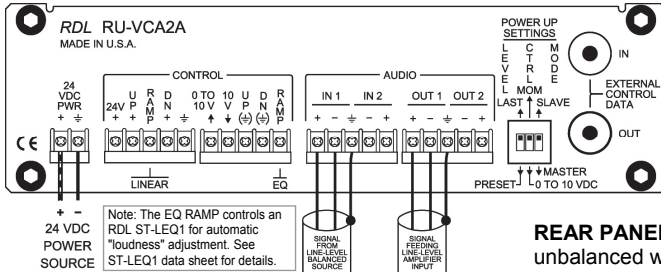 RDL RU-VCA2A
MADE IN U.S.A.
POWER UP
SETTINGS
LEVEL
CTRL
MODE
MOM
LAST
SLAVE
IN
EXTERNAL
CONTROL
DATA
OUT
MASTER
PRESET
0 TO 10 VDC
24
VDC
PWR
+ ⏚
CE
CONTROL
24V UP + RAMP DN + ⏚
0 TO 10V 10V UP (⏚) DN (⏚) RAMP
LINEAR
EQ
AUDIO
IN 1 IN 2 OUT 1 OUT 2
+ - ⏚ - + + - ⏚ - +
+ –
24 VDC
POWER
SOURCE
Note: The EQ RAMP controls an
RDL ST-LEQ1 for automatic
"loudness" adjustment. See
ST-LEQ1 data sheet for details.
SIGNAL
FROM
LINE-LEVEL
BALANCED
SOURCE
SIGNAL
FEEDING
LINE-LEVEL
AMPLIFIER
INPUT
REAR PANEL
unbalanced w